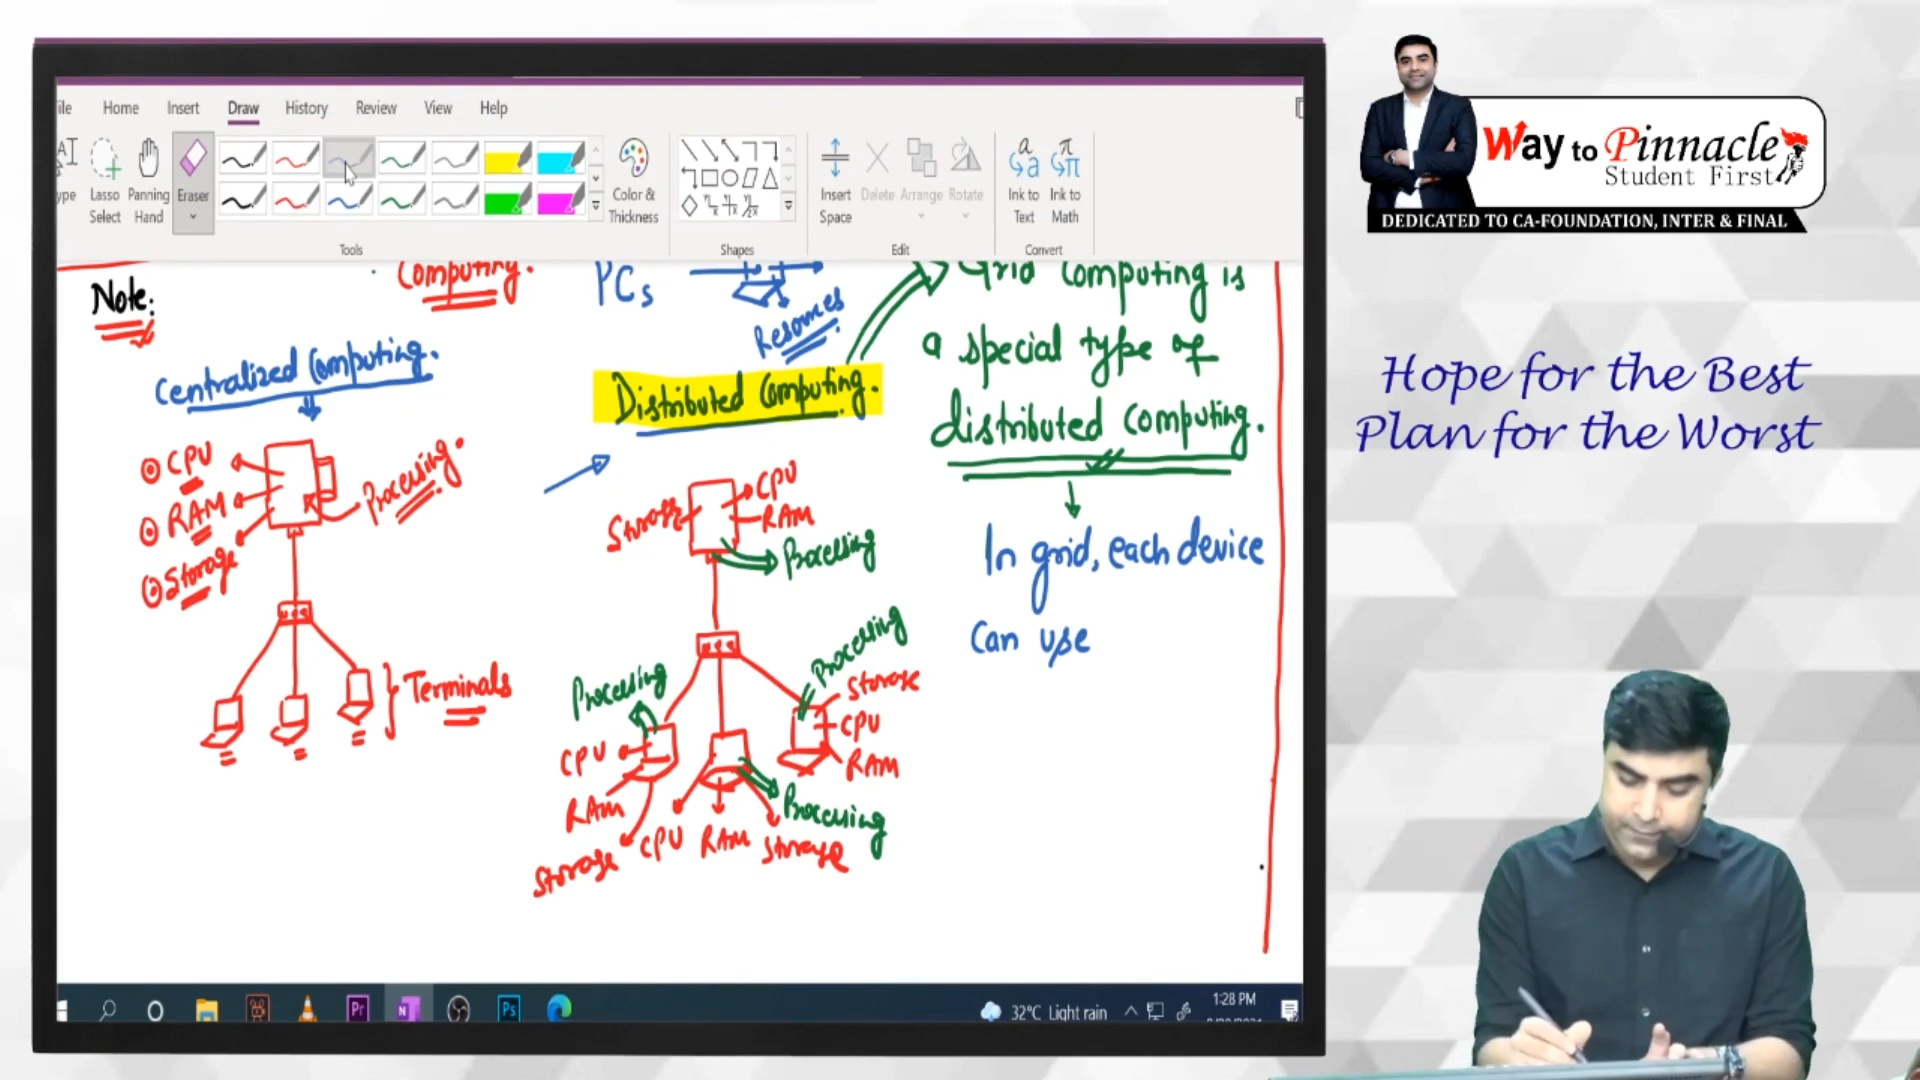 ile Home Insert Draw History Review View Help
ype Lasso Select Panning Hand Eraser
Color & Thickness
Insert Space Delete Arrange Rotate
Ink to Text Ink to Math
Tools Shapes Edit Convert
Computing.
Note:
PCs
Resources
Grid Computing is
a special type of
distributed computing.
Centralized Computing.
Distributed Computing.
CPU
RAM
Storage
Processing.
Terminals
Storage
CPU
RAM
Processing
In grid, each device
can use
Processing
Storage
CPU
RAM
Processing
CPU
RAM
Storage
CPU
RAM
Storage
Processing
32°C Light rain
1:28 PM
Pr
Ps
Way to Pinnacle
Student First
DEDICATED TO CA-FOUNDATION, INTER & FINAL
Hope for the Best
Plan for the Worst